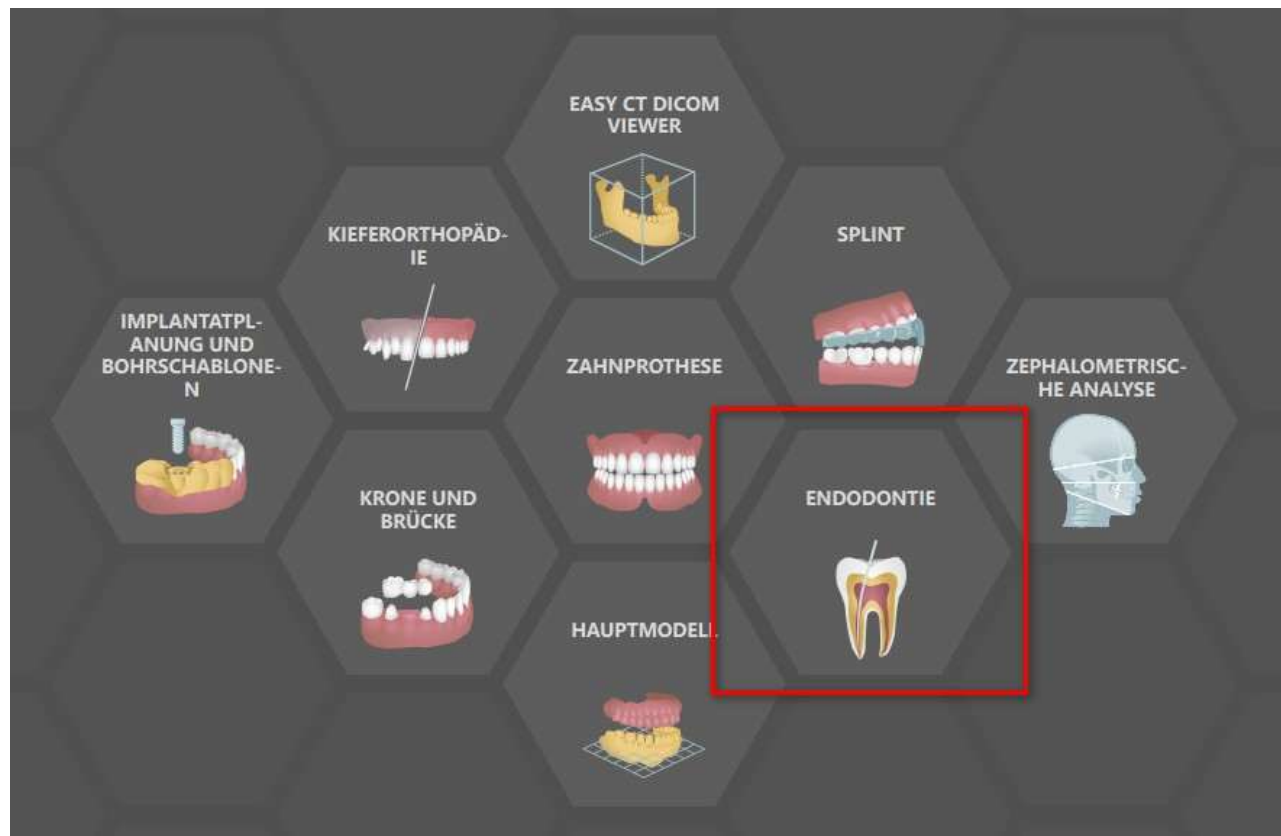 EASY CT DICOM
VIEWER
KIEFERORTHOPÄD-
IE
SPLINT
IMPLANTATPL-
ANUNG UND
BOHRSCHABLONE-
N
ZAHNPROTHESE
ZEPHALOMETRISC-
HE ANALYSE
KRONE UND
BRÜCKE
ENDODONTIE
HAUPTMODELL